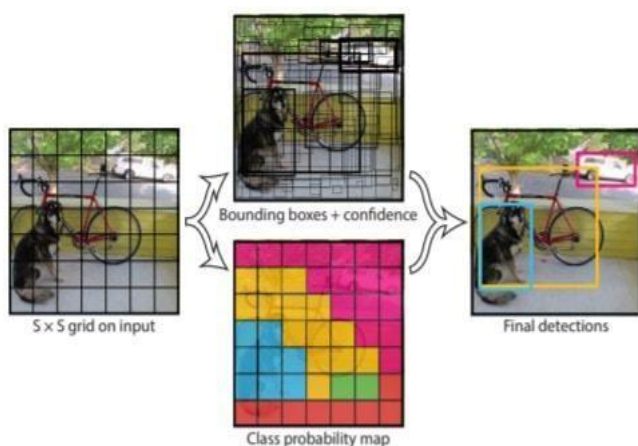 Bounding boxes + confidence
S × S grid on input
Final detections
Class probability map